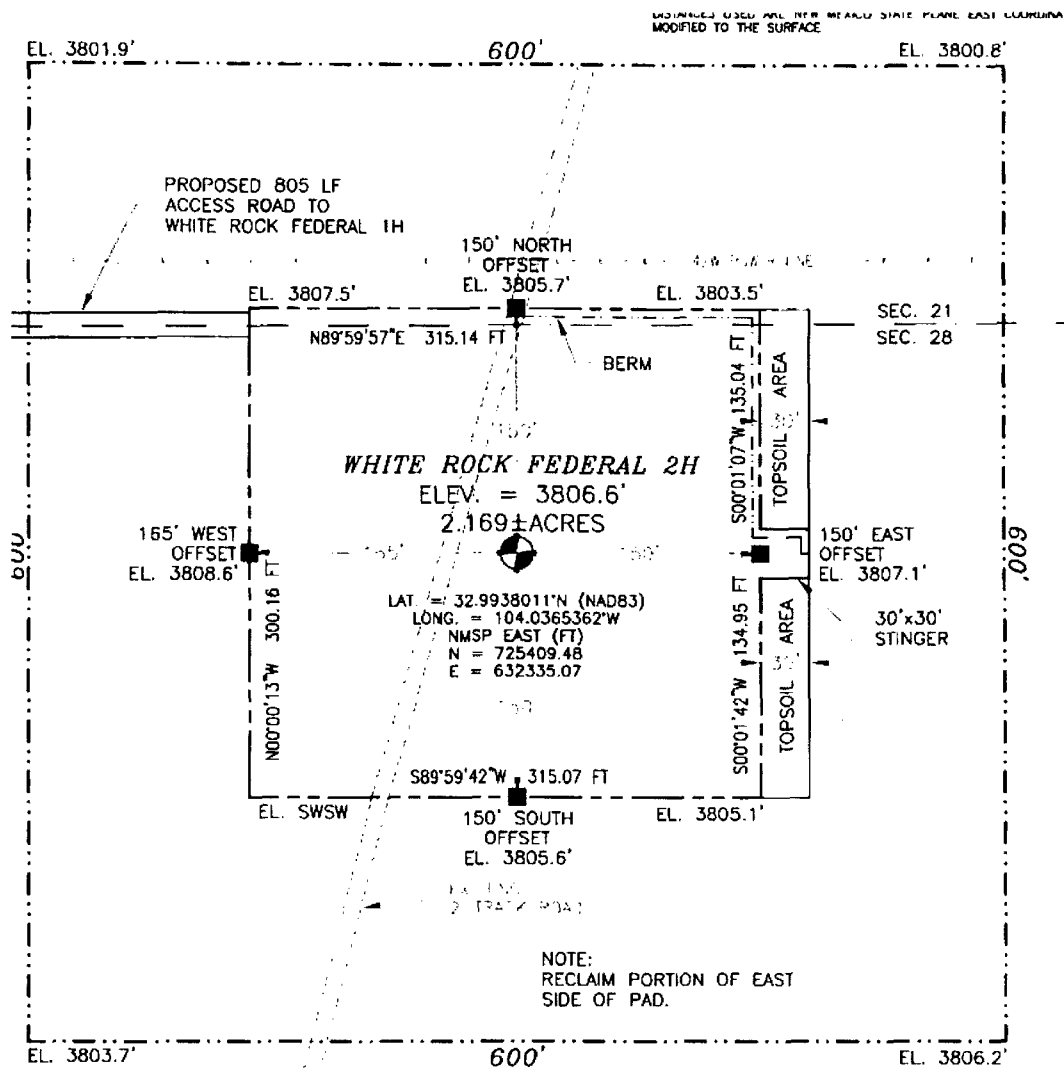 MODIFIED TO THE SURFACE
EL. 3801.9'
600'
EL. 3800.8'
PROPOSED 805 LF
ACCESS ROAD TO
WHITE ROCK FEDERAL 1H
150' NORTH
OFFSET
EL. 3805.7'
EL. 3807.5'
EL. 3803.5'
SEC. 21
SEC. 28
N89°59'57"E 315.14 FT
BERM
S00°01'07"W 135.04 FT
TOPSOIL AREA
30'
WHITE ROCK FEDERAL 2H
ELEV. = 3806.6'
2.169±ACRES
600'
165' WEST
OFFSET
EL. 3808.6'
165'
150'
150' EAST
OFFSET
EL. 3807.1'
600'
LAT. = 32.9938011°N (NAD83)
LONG. = 104.0365362°W
NMSP EAST (FT)
N = 725409.48
E = 632335.07
30'x30'
STINGER
N00°00'13"W 300.16 FT
S00°01'42"W 134.95 FT
TOPSOIL AREA
30'
S89°59'42"W 315.07 FT
EL. SWSW
EL. 3805.1'
150' SOUTH
OFFSET
EL. 3805.6'
2 TRACK ROAD
NOTE:
RECLAIM PORTION OF EAST
SIDE OF PAD.
EL. 3803.7'
600'
EL. 3806.2'